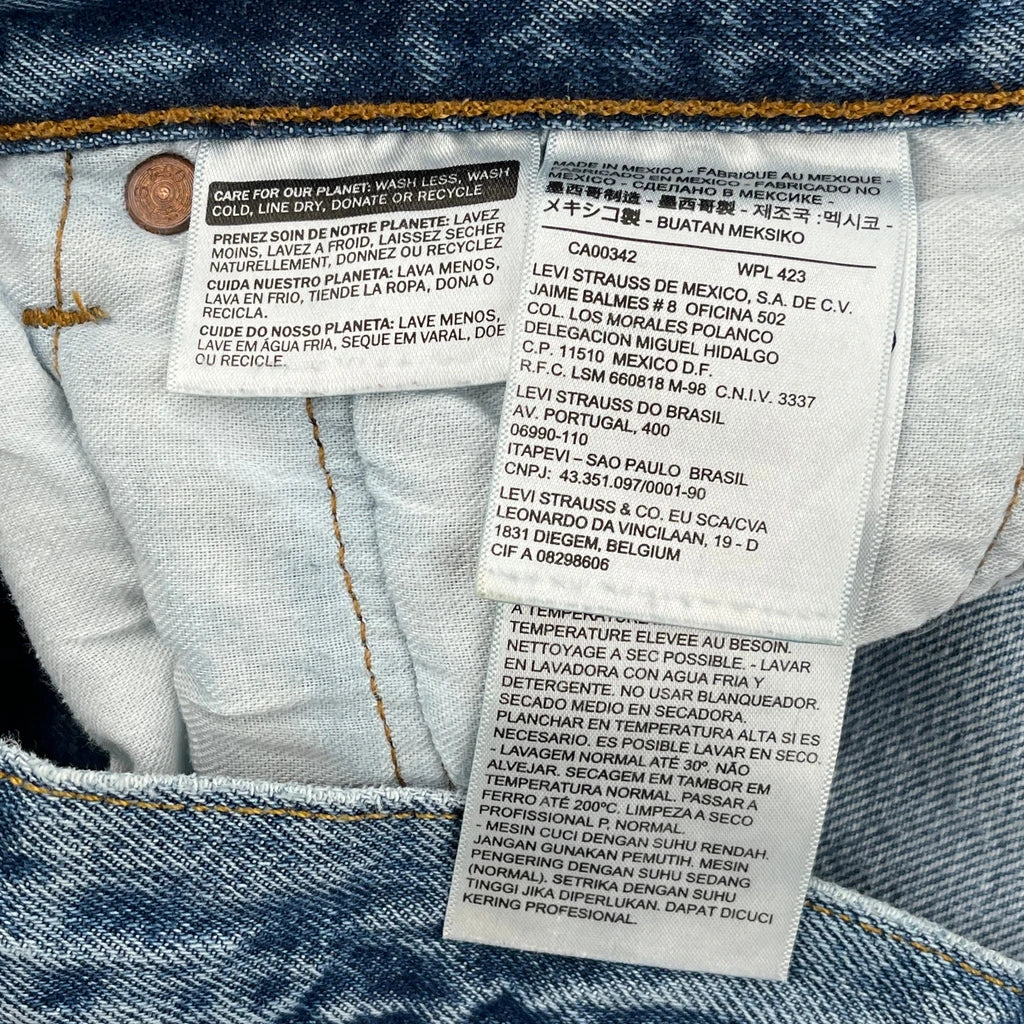 CARE FOR OUR PLANET: WASH LESS, WASH
COLD, LINE DRY, DONATE OR RECYCLE
PRENEZ SOIN DE NOTRE PLANETE: LAVEZ
MOINS, LAVEZ A FROID, LAISSEZ SECHER
NATURELLEMENT, DONNEZ OU RECYCLEZ
CUIDA NUESTRO PLANETA: LAVA MENOS,
LAVA EN FRIO, TIENDE LA ROPA, DONA O
RECICLA.
CUIDE DO NOSSO PLANETA: LAVE MENOS,
LAVE EM ÁGUA FRIA, SEQUE EM VARAL, DOE
OU RECICLE.
MADE IN MEXICO - FABRIQUE AU MEXIQUE -
FABRICADO EN MEXICO - FABRICADO NO
MEXICO - СДЕЛАНО В МЕКСИКЕ -
墨西哥制造 - 墨西哥製 - 제조국 :멕시코 -
メキシコ製 - BUATAN MEKSIKO
CA00342 WPL 423
LEVI STRAUSS DE MEXICO, S.A. DE C.V.
JAIME BALMES # 8 OFICINA 502
COL. LOS MORALES POLANCO
DELEGACION MIGUEL HIDALGO
C.P. 11510 MEXICO D.F.
R.F.C. LSM 660818 M-98 C.N.I.V. 3337
LEVI STRAUSS DO BRASIL
AV. PORTUGAL, 400
06990-110
ITAPEVI – SAO PAULO BRASIL
CNPJ: 43.351.097/0001-90
LEVI STRAUSS & CO. EU SCA/CVA
LEONARDO DA VINCILAAN, 19 - D
1831 DIEGEM, BELGIUM
CIF A 08298606
A TEMPERATURE
TEMPERATURE ELEVEE AU BESOIN.
NETTOYAGE A SEC POSSIBLE. - LAVAR
EN LAVADORA CON AGUA FRIA Y
DETERGENTE. NO USAR BLANQUEADOR.
SECADO MEDIO EN SECADORA.
PLANCHAR EN TEMPERATURA ALTA SI ES
NECESARIO. ES POSIBLE LAVAR EN SECO.
- LAVAGEM NORMAL ATÉ 30º. NÃO
ALVEJAR. SECAGEM EM TAMBOR EM
TEMPERATURA NORMAL. PASSAR A
FERRO ATÉ 200ºC. LIMPEZA A SECO
PROFISSIONAL P, NORMAL.
- MESIN CUCI DENGAN SUHU RENDAH.
JANGAN GUNAKAN PEMUTIH. MESIN
PENGERING DENGAN SUHU SEDANG
(NORMAL). SETRIKA DENGAN SUHU
TINGGI JIKA DIPERLUKAN. DAPAT DICUCI
KERING PROFESIONAL.